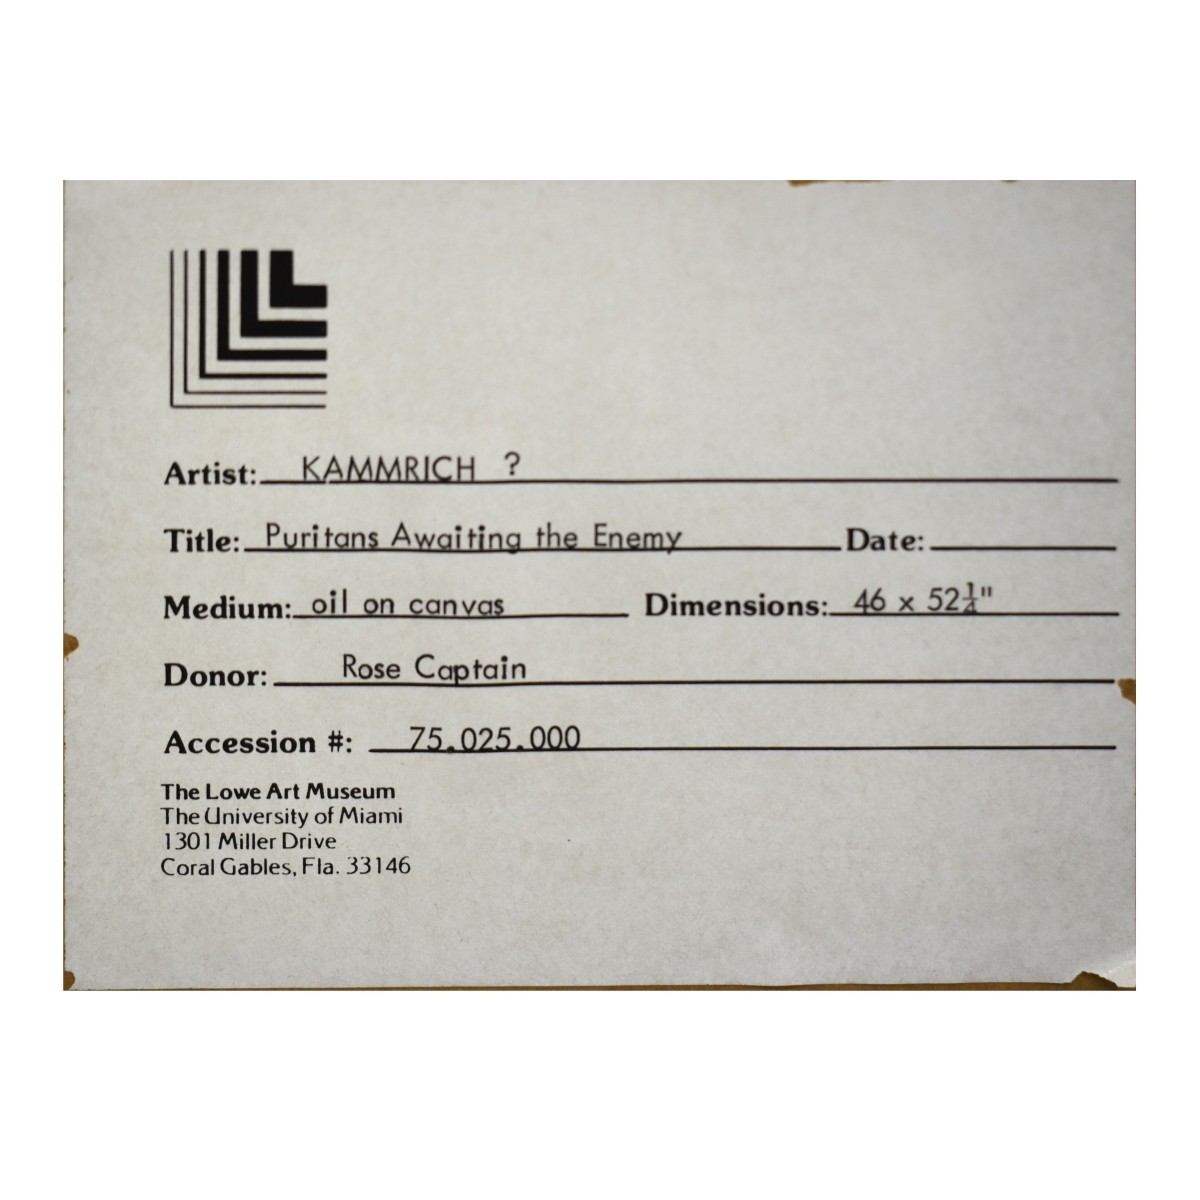 Artist: KAMMRICH ?
Title: Puritans Awaiting the Enemy Date:
Medium: oil on canvas Dimensions: 46 x 52¼"
Donor: Rose Captain
Accession #: 75.025.000
The Lowe Art Museum
The University of Miami
1301 Miller Drive
Coral Gables, Fla. 33146